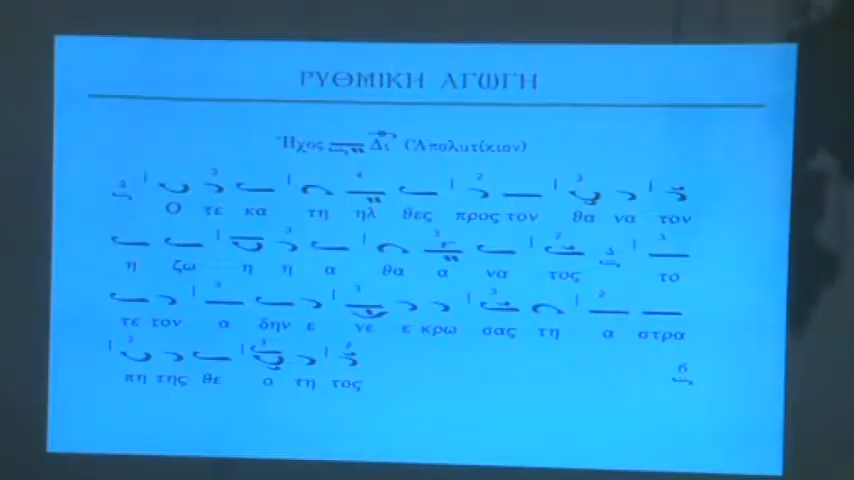 ΡΥΘΜΙΚΗ ΑΓΩΓΗ
Ἦχος Δι (Ἀπολυτίκιον)
Ο τε κα τη ηλ θες προς τον θα να τον
η ζω η η α θα α να τος το
τε τον α δην ε νε ε κρω σας τη α στρα
πη της θε ο τη τος